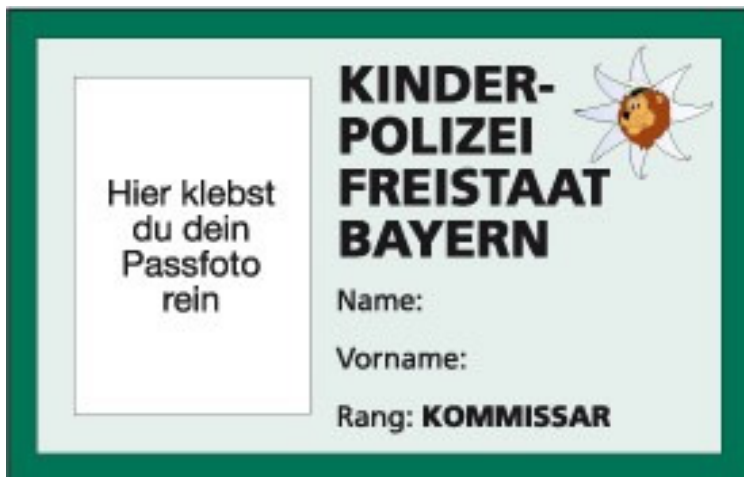 Hier klebst
du dein
Passfoto
rein
KINDER-
POLIZEI
FREISTAAT
BAYERN
Name:
Vorname:
Rang: KOMMISSAR